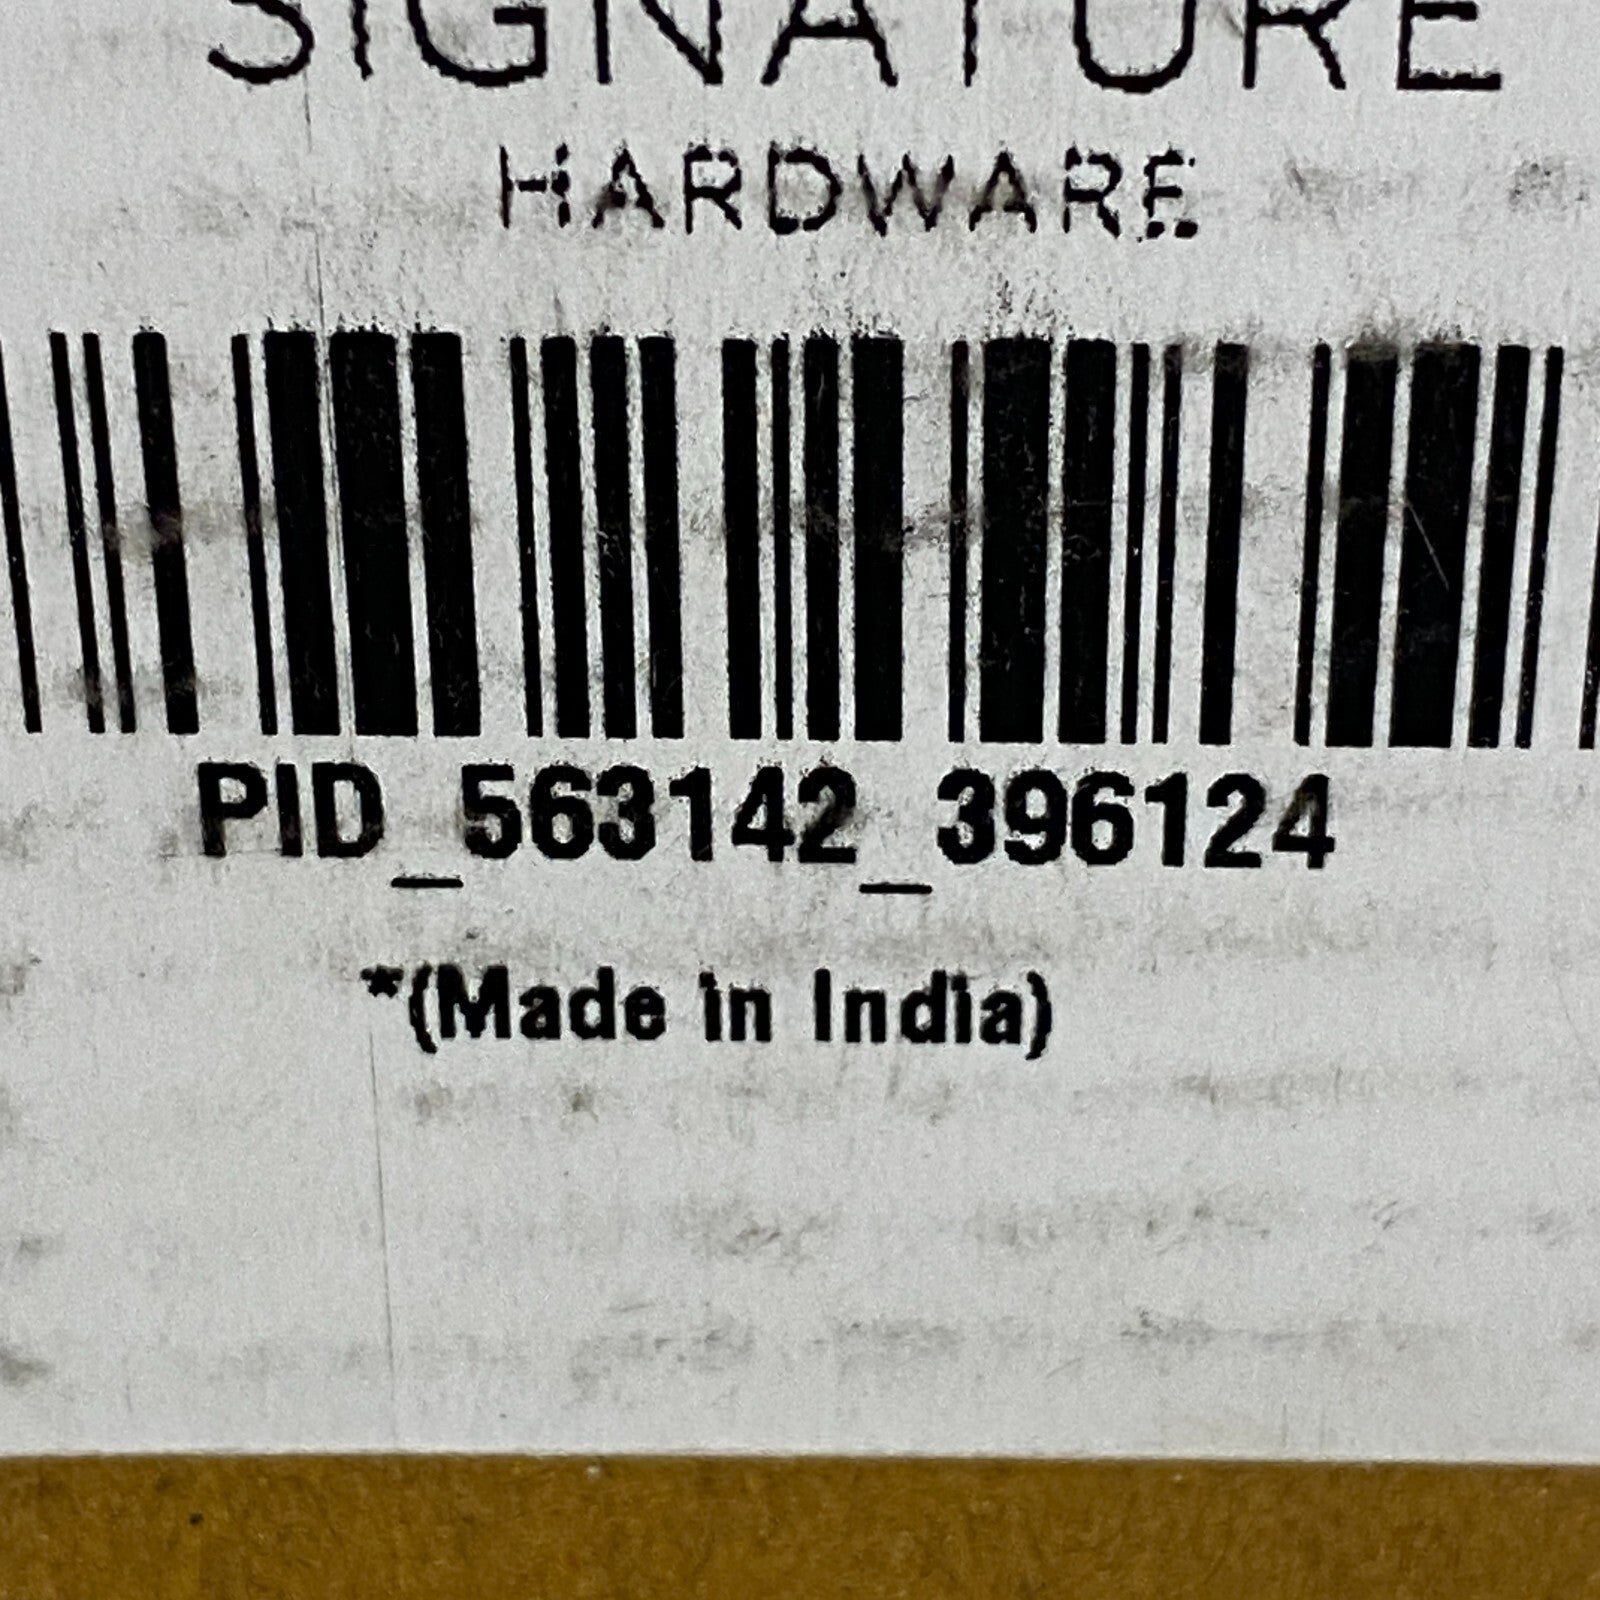 SIGNATURE
HARDWARE
PID_563142_396124
*(Made in India)